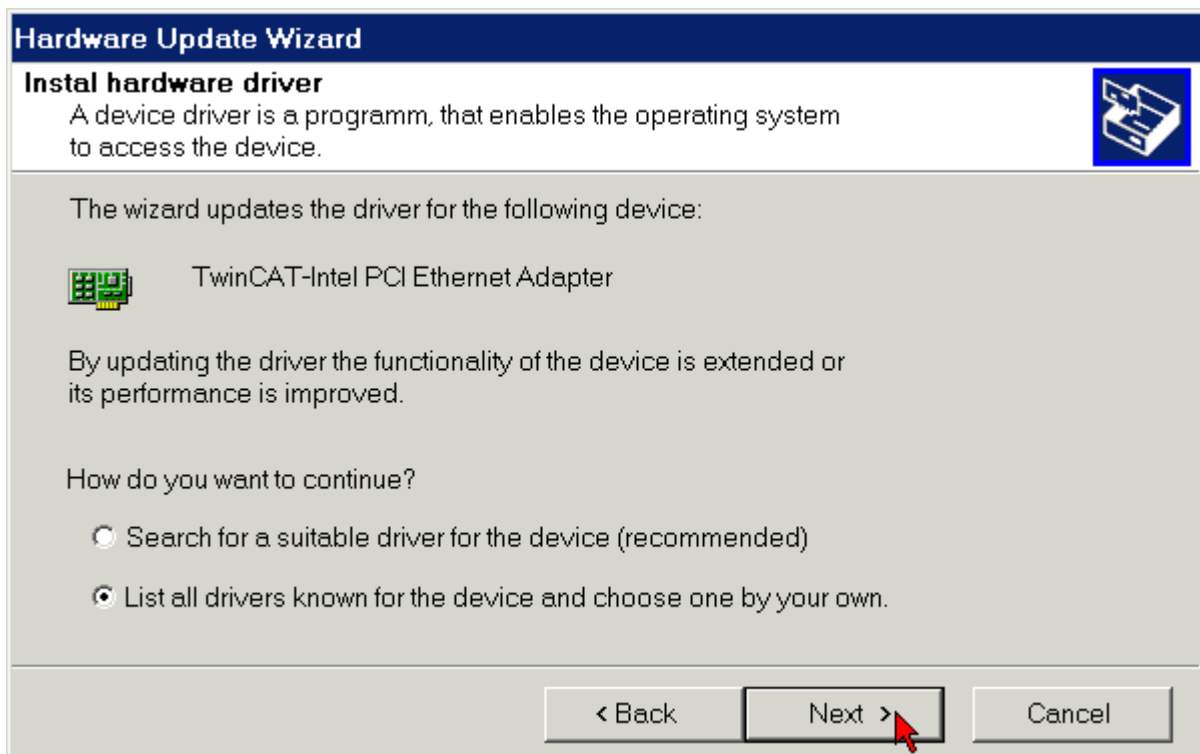 Hardware Update Wizard
Instal hardware driver
A device driver is a programm, that enables the operating system
to access the device.
The wizard updates the driver for the following device:
TwinCAT-Intel PCI Ethernet Adapter
By updating the driver the functionality of the device is extended or
its performance is improved.
How do you want to continue?
Search for a suitable driver for the device (recommended)
List all drivers known for the device and choose one by your own.
< Back Next > Cancel